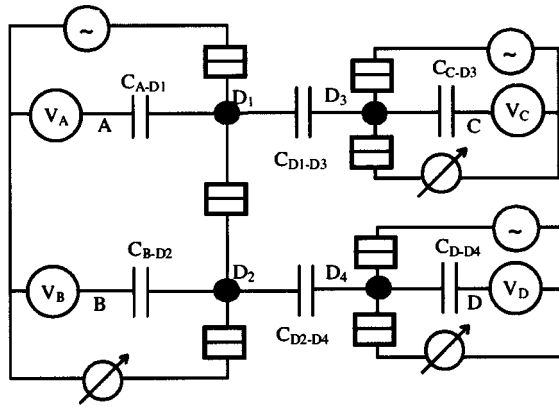 ~
~
C_A-D1
C_C-D3
V_A
A
D_1
D_3
C
V_C
C_D1-D3
~
C_B-D2
C_D-D4
D_2
D_4
V_B
B
D
V_D
C_D2-D4